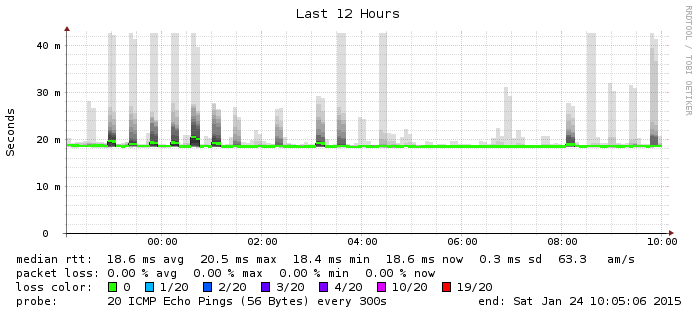 Last 12 Hours
RRDTOOL / TOBI OETIKER
Seconds
40 m
30 m
20 m
10 m
0
00:00 02:00 04:00 06:00 08:00 10:00
median rtt: 18.6 ms avg 20.5 ms max 18.4 ms min 18.6 ms now 0.3 ms sd 63.3 am/s
packet loss: 0.00 % avg 0.00 % max 0.00 % min 0.00 % now
loss color: 0 1/20 2/20 3/20 4/20 10/20 19/20
probe: 20 ICMP Echo Pings (56 Bytes) every 300s end: Sat Jan 24 10:05:06 2015